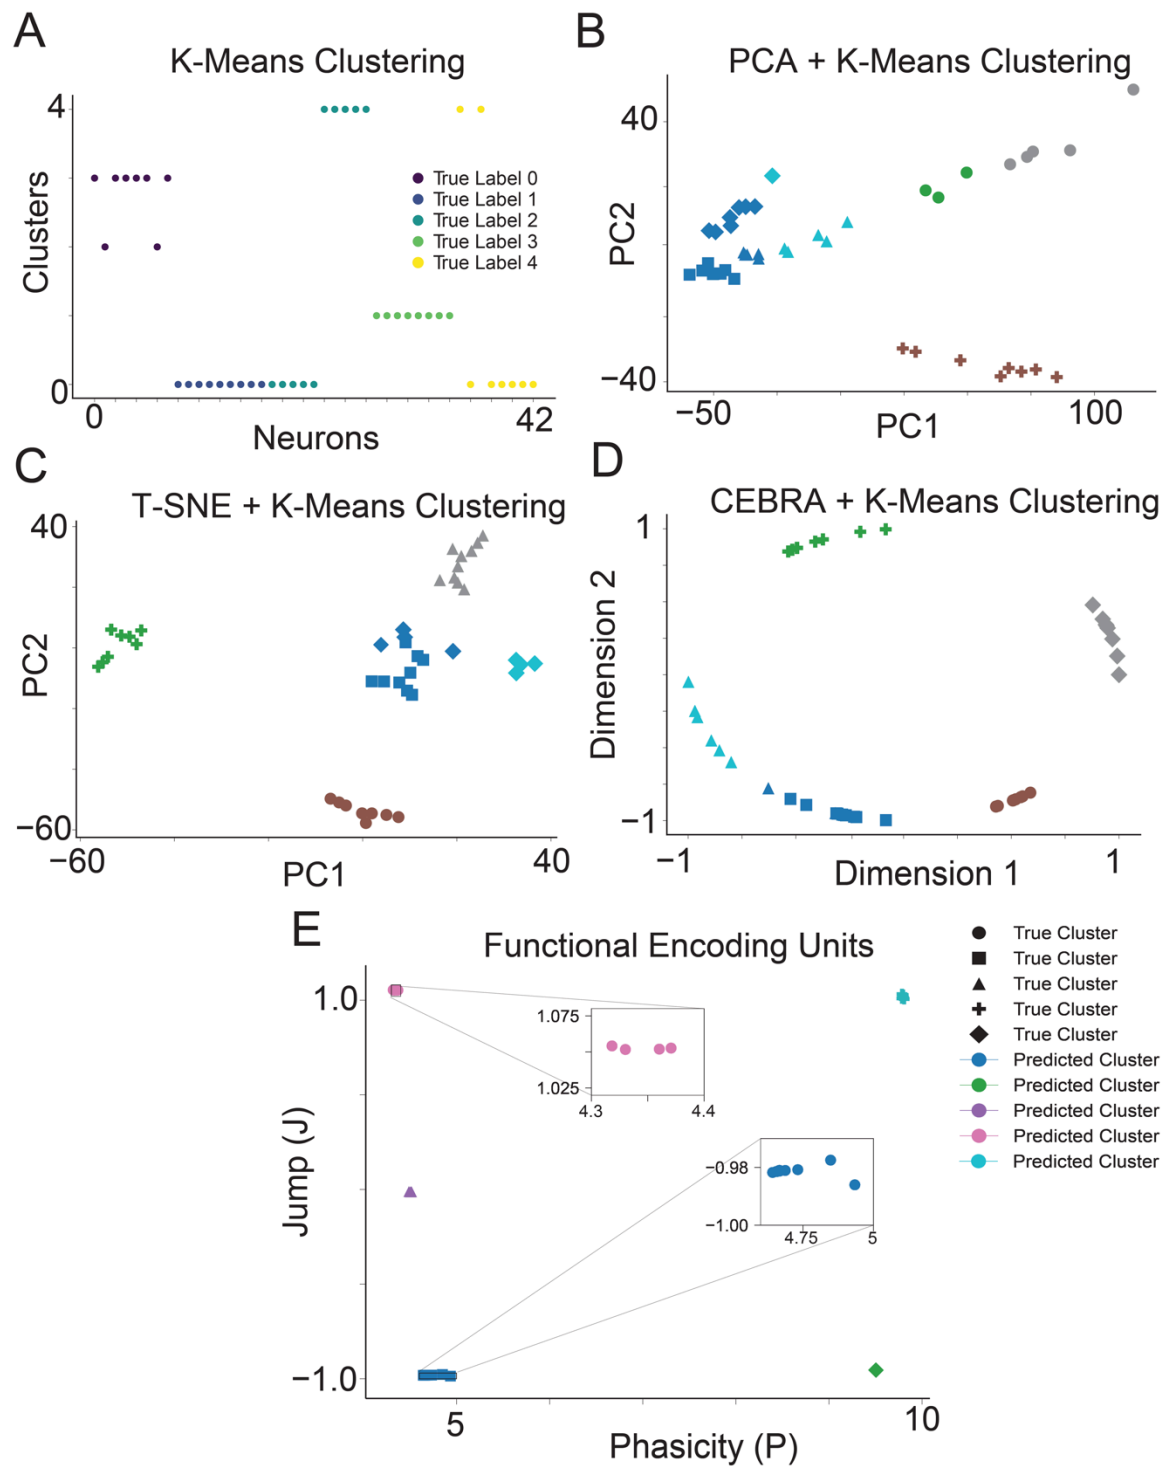 A
K-Means Clustering
4
Clusters
True Label 0
True Label 1
True Label 2
True Label 3
True Label 4
0
0
42
Neurons
B
PCA + K-Means Clustering
40
PC2
−40
−50
100
PC1
C
T-SNE + K-Means Clustering
40
PC2
−60
−60
40
PC1
D
CEBRA + K-Means Clustering
1
Dimension 2
−1
−1
1
Dimension 1
E
Functional Encoding Units
1.0
1.075
1.025
4.3
4.4
Jump (J)
−0.98
−1.00
4.75
5
−1.0
5
10
Phasicity (P)
True Cluster
True Cluster
True Cluster
True Cluster
True Cluster
Predicted Cluster
Predicted Cluster
Predicted Cluster
Predicted Cluster
Predicted Cluster